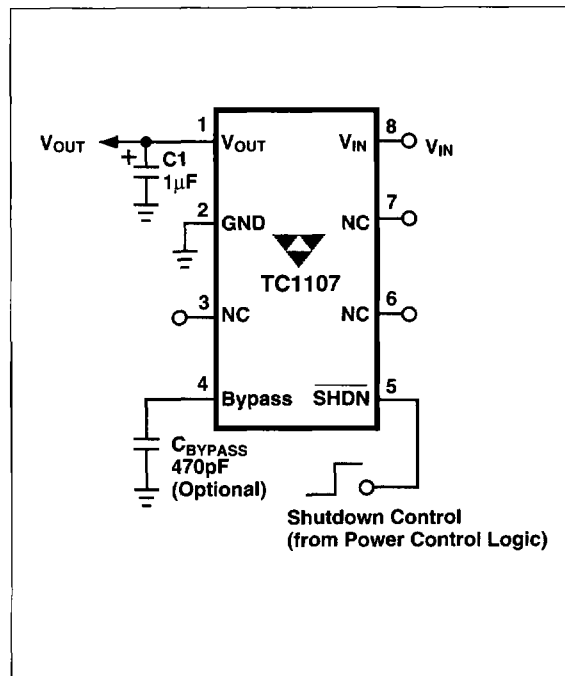 1
8
VOUT
VOUT
VIN
VIN
+
C1
1µF
7
2
GND
NC
TC1107
3
6
NC
NC
4
5
Bypass
SHDN
CBYPASS
470pF
(Optional)
Shutdown Control
(from Power Control Logic)